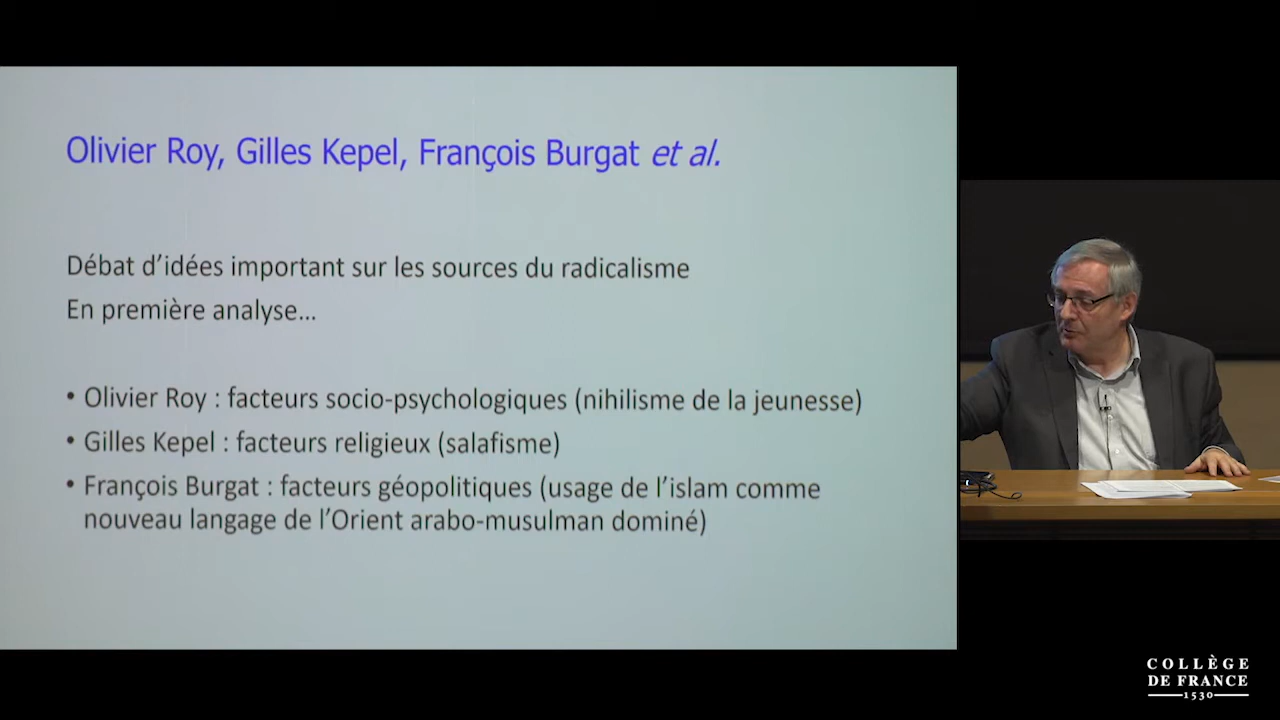 Olivier Roy, Gilles Kepel, François Burgat et al.
Débat d’idées important sur les sources du radicalisme
En première analyse…
• Olivier Roy : facteurs socio-psychologiques (nihilisme de la jeunesse)
• Gilles Kepel : facteurs religieux (salafisme)
• François Burgat : facteurs géopolitiques (usage de l’islam comme
nouveau langage de l’Orient arabo-musulman dominé)
COLLÈGE
DE FRANCE
1530